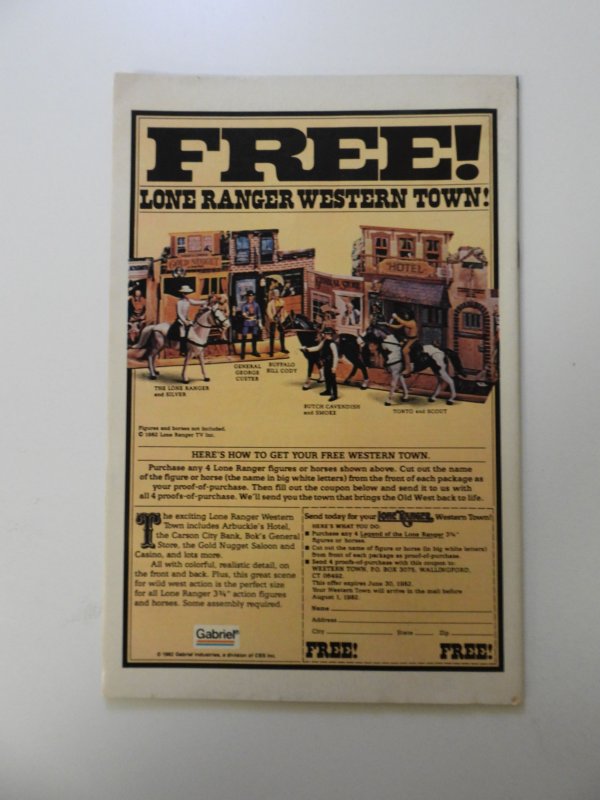 FREE!
LONE RANGER WESTERN TOWN!
GOLD NUGGET
HOTEL
THE LONE RANGER
and SILVER
GENERAL
GEORGE
CUSTER
BUFFALO
BILL CODY
BUTCH CAVENDISH
and SMOKE
TONTO and SCOUT
Figures and horses not included.
© 1982 Lone Ranger TV Inc.
HERE'S HOW TO GET YOUR FREE WESTERN TOWN.
Purchase any 4 Lone Ranger figures or horses shown above. Cut out the name
of the figure or horse (the name in big white letters) from the front of each package as
your proof-of-purchase. Then fill out the coupon below and send it to us with
all 4 proofs-of-purchase. We'll send you the town that brings the Old West back to life.
The exciting Lone Ranger Western
Town includes Arbuckle's Hotel,
the Carson City Bank, Bok's General
Store, the Gold Nugget Saloon and
Casino, and lots more.
All with colorful, realistic detail, on
the front and back. Plus, this great scene
for wild west action is the perfect size
for all Lone Ranger 3¾" action figures
and horses. Some assembly required.
Gabriel®
© 1982 Gabriel Industries, a division of CBS Inc.
Send today for your LONE RANGER Western Town!
HERE'S WHAT YOU DO:
■ Purchase any 4 Legend of the Lone Ranger 3¾"
figures or horses.
■ Cut out the name of figure or horse (in big white letters)
from front of each package as proof-of-purchase.
■ Send 4 proofs-of-purchase with this coupon to:
WESTERN TOWN, P.O. BOX 3075, WALLINGFORD,
CT 06492.
This offer expires June 30, 1982.
Your Western Town will arrive in the mail before
August 1, 1982.
Name
Address
City State Zip
FREE! FREE!